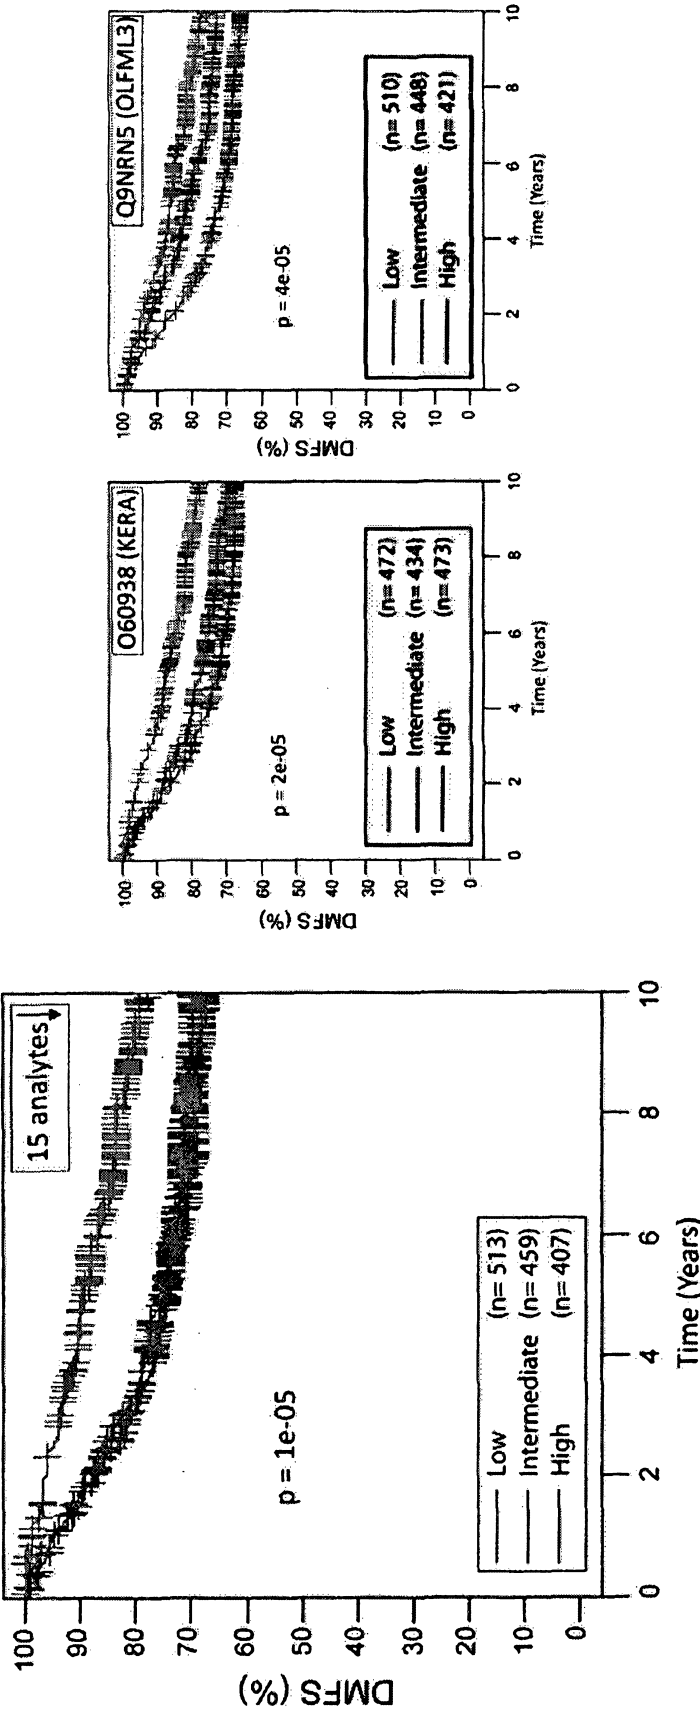 15 analytes
100
90
80
70
60
50
40
30
20
10
0
DMFS (%)
p = 1e-05
Low (n= 513)
Intermediate (n= 459)
High (n= 407)
0 2 4 6 8 10
Time (Years)
O60938 (KERA)
100
90
80
70
60
50
40
30
20
10
0
DMFS (%)
p = 2e-05
Low (n= 472)
Intermediate (n= 434)
High (n= 473)
0 2 4 6 8 10
Time (Years)
Q9NRN5 (OLFML3)
100
90
80
70
60
50
40
30
20
10
0
DMFS (%)
p = 4e-05
Low (n= 510)
Intermediate (n= 448)
High (n= 421)
0 2 4 6 8 10
Time (Years)